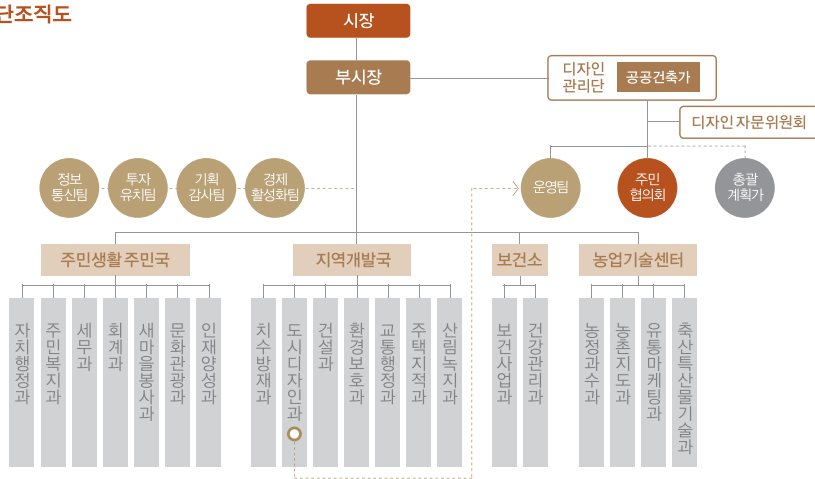 단조직도
시장
부시장
디자인
관리단
공공건축가
디자인 자문위원회
정보
통신팀
투자
유치팀
기획
감사팀
경제
활성화팀
운영팀
주민
협의회
총괄
계획가
주민생활 주민국
지역개발국
보건소
농업기술센터
자치행정과
주민복지과
세무과
회계과
새마을봉사과
문화관광과
인재양성과
치수방재과
도시디자인과
건설과
환경보호과
교통행정과
주택지적과
산림녹지과
보건사업과
건강관리과
농정과수과
농촌지도과
유통마케팅과
축산특산물기술과